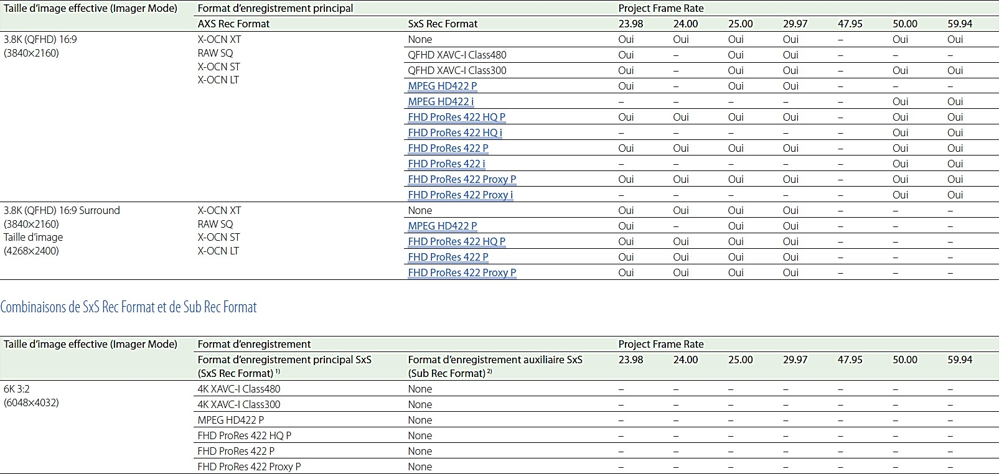 Taille d'image effective (Imager Mode) Format d'enregistrement principal Project Frame Rate
AXS Rec Format SxS Rec Format 23.98 24.00 25.00 29.97 47.95 50.00 59.94
3.8K (QFHD) 16:9 X-OCN XT None Oui Oui Oui Oui – Oui Oui
(3840×2160) RAW SQ QFHD XAVC-I Class480 Oui – Oui Oui – – –
X-OCN ST QFHD XAVC-I Class300 Oui – Oui Oui – Oui Oui
X-OCN LT MPEG HD422 P Oui – Oui Oui – – –
MPEG HD422 i – – – – – Oui Oui
FHD ProRes 422 HQ P Oui Oui Oui Oui – Oui Oui
FHD ProRes 422 HQ i – – – – – Oui Oui
FHD ProRes 422 P Oui Oui Oui Oui – Oui Oui
FHD ProRes 422 i – – – – – Oui Oui
FHD ProRes 422 Proxy P Oui Oui Oui Oui – Oui Oui
FHD ProRes 422 Proxy i – – – – – Oui Oui
3.8K (QFHD) 16:9 Surround X-OCN XT None Oui Oui Oui Oui – – –
(3840×2160) RAW SQ MPEG HD422 P Oui – Oui Oui – – –
Taille d'image X-OCN ST FHD ProRes 422 HQ P Oui Oui Oui Oui – – –
(4268×2400) X-OCN LT FHD ProRes 422 P Oui Oui Oui Oui – – –
FHD ProRes 422 Proxy P Oui Oui Oui Oui – – –
Combinaisons de SxS Rec Format et de Sub Rec Format
Taille d'image effective (Imager Mode) Format d'enregistrement Project Frame Rate
Format d'enregistrement principal SxS Format d'enregistrement auxiliaire SxS 23.98 24.00 25.00 29.97 47.95 50.00 59.94
(SxS Rec Format) 1) (Sub Rec Format) 2)
6K 3:2 4K XAVC-I Class480 None – – – – – – –
(6048×4032) 4K XAVC-I Class300 None – – – – – – –
MPEG HD422 P None – – – – – – –
FHD ProRes 422 HQ P None – – – – – – –
FHD ProRes 422 P None – – – – – – –
FHD ProRes 422 Proxy P None – – – – – – –